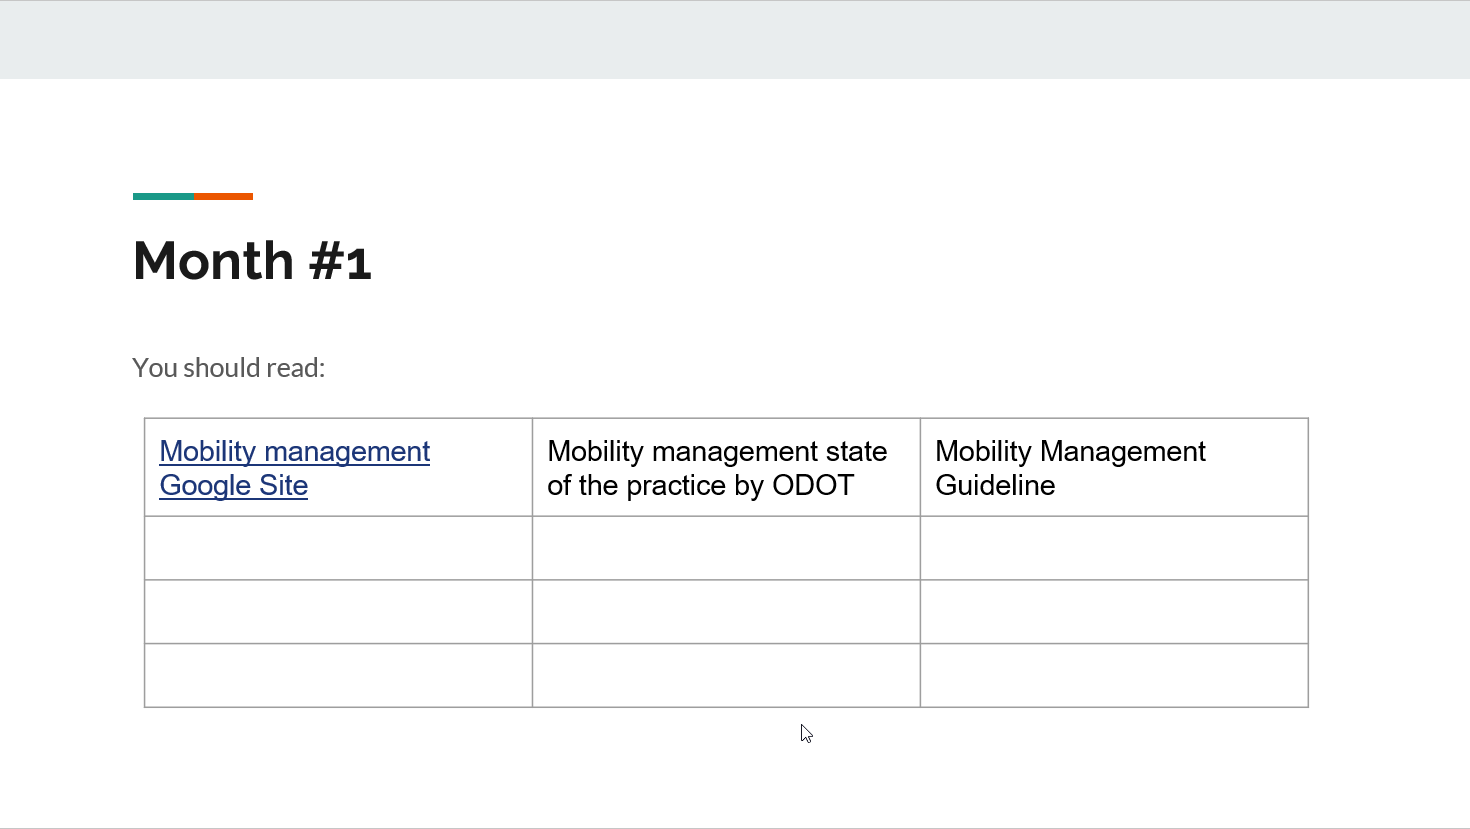 Month #1
You should read:
Mobility management
Google Site
Mobility management state
of the practice by ODOT
Mobility Management
Guideline